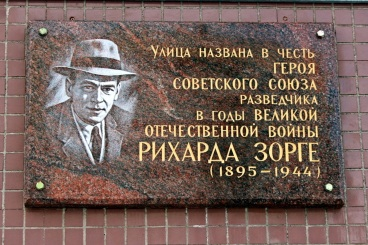 Улица названа в честь
ГЕРОЯ
СОВЕТСКОГО СОЮЗА
РАЗВЕДЧИКА
В ГОДЫ ВЕЛИКОЙ
ОТЕЧЕСТВЕННОЙ ВОЙНЫ
РИХАРДА ЗОРГЕ
(1895-1944)